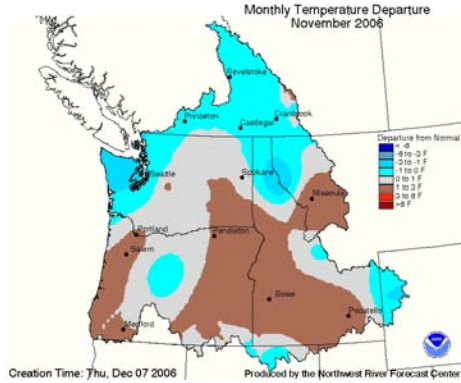 Monthly Temperature Departure
November 2006
Revelstoke
Princeton
Cranbrook
Castlegar
Departure from Normal
< -6
-6 to -3 F
-3 to -1 F
-1 to 0 F
0 to 1 F
1 to 3 F
3 to 6 F
>6 F
Seattle
Spokane
Missoula
Portland
Pendleton
Salem
Boise
Pocatello
Medford
Creation Time: Thu, Dec 07 2006
Produced by the Northwest River Forecast Center